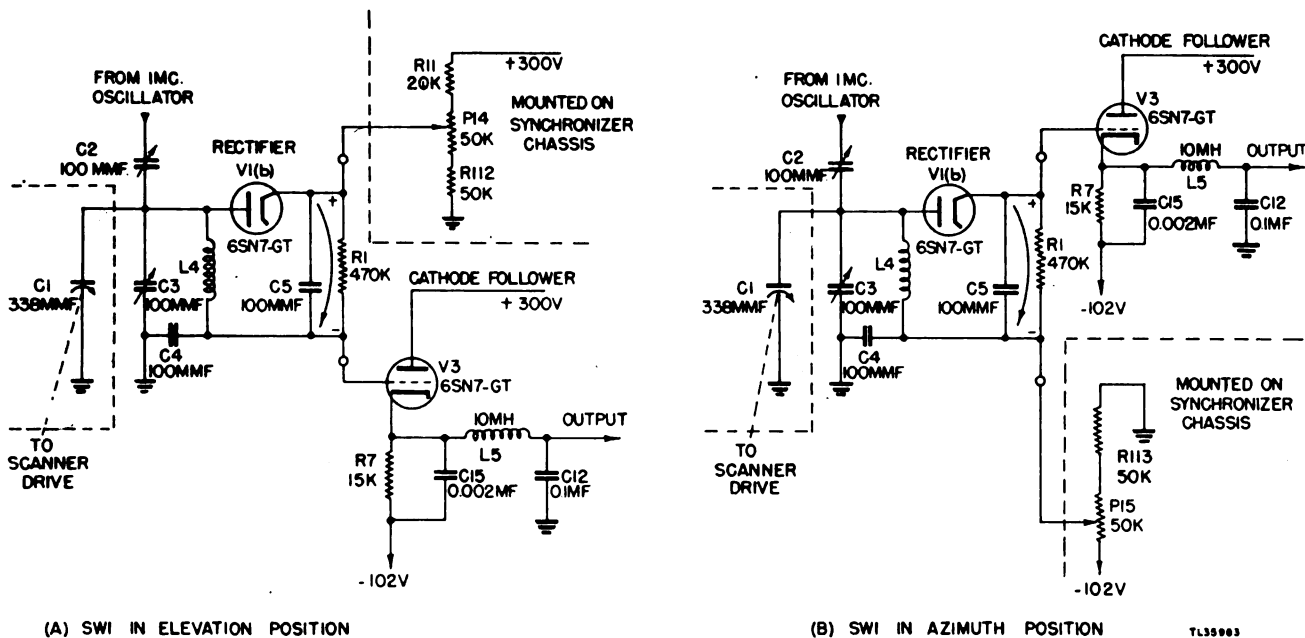 FROM 1MC.
OSCILLATOR
C2
100 MMF
RECTIFIER
V1(b)
6SN7-GT
R11
20K
+300V
P14
50K
MOUNTED ON
SYNCHRONIZER
CHASSIS
R112
50K
+
R1
470K
-
L4
C1
338MMF
C3
100MMF
C5
100MMF
C4
100MMF
CATHODE FOLLOWER
+ 300V
V3
6SN7-GT
10MH
L5
OUTPUT
R7
15K
C15
0.002MF
C12
0.1MF
-102V
TO
SCANNER
DRIVE
(A) SW1 IN ELEVATION POSITION
FROM 1MC.
OSCILLATOR
C2
100MMF
RECTIFIER
V1(b)
6SN7-GT
CATHODE FOLLOWER
+300V
V3
6SN7-GT
10MH
L5
OUTPUT
R7
15K
C15
0.002MF
C12
0.1MF
-102V
+
R1
470K
-
L4
C1
338MMF
C3
100MMF
C5
100MMF
C4
100MMF
MOUNTED ON
SYNCHRONIZER
CHASSIS
R113
50K
P15
50K
-102V
TO
SCANNER
DRIVE
(B) SW1 IN AZIMUTH POSITION
TL35983